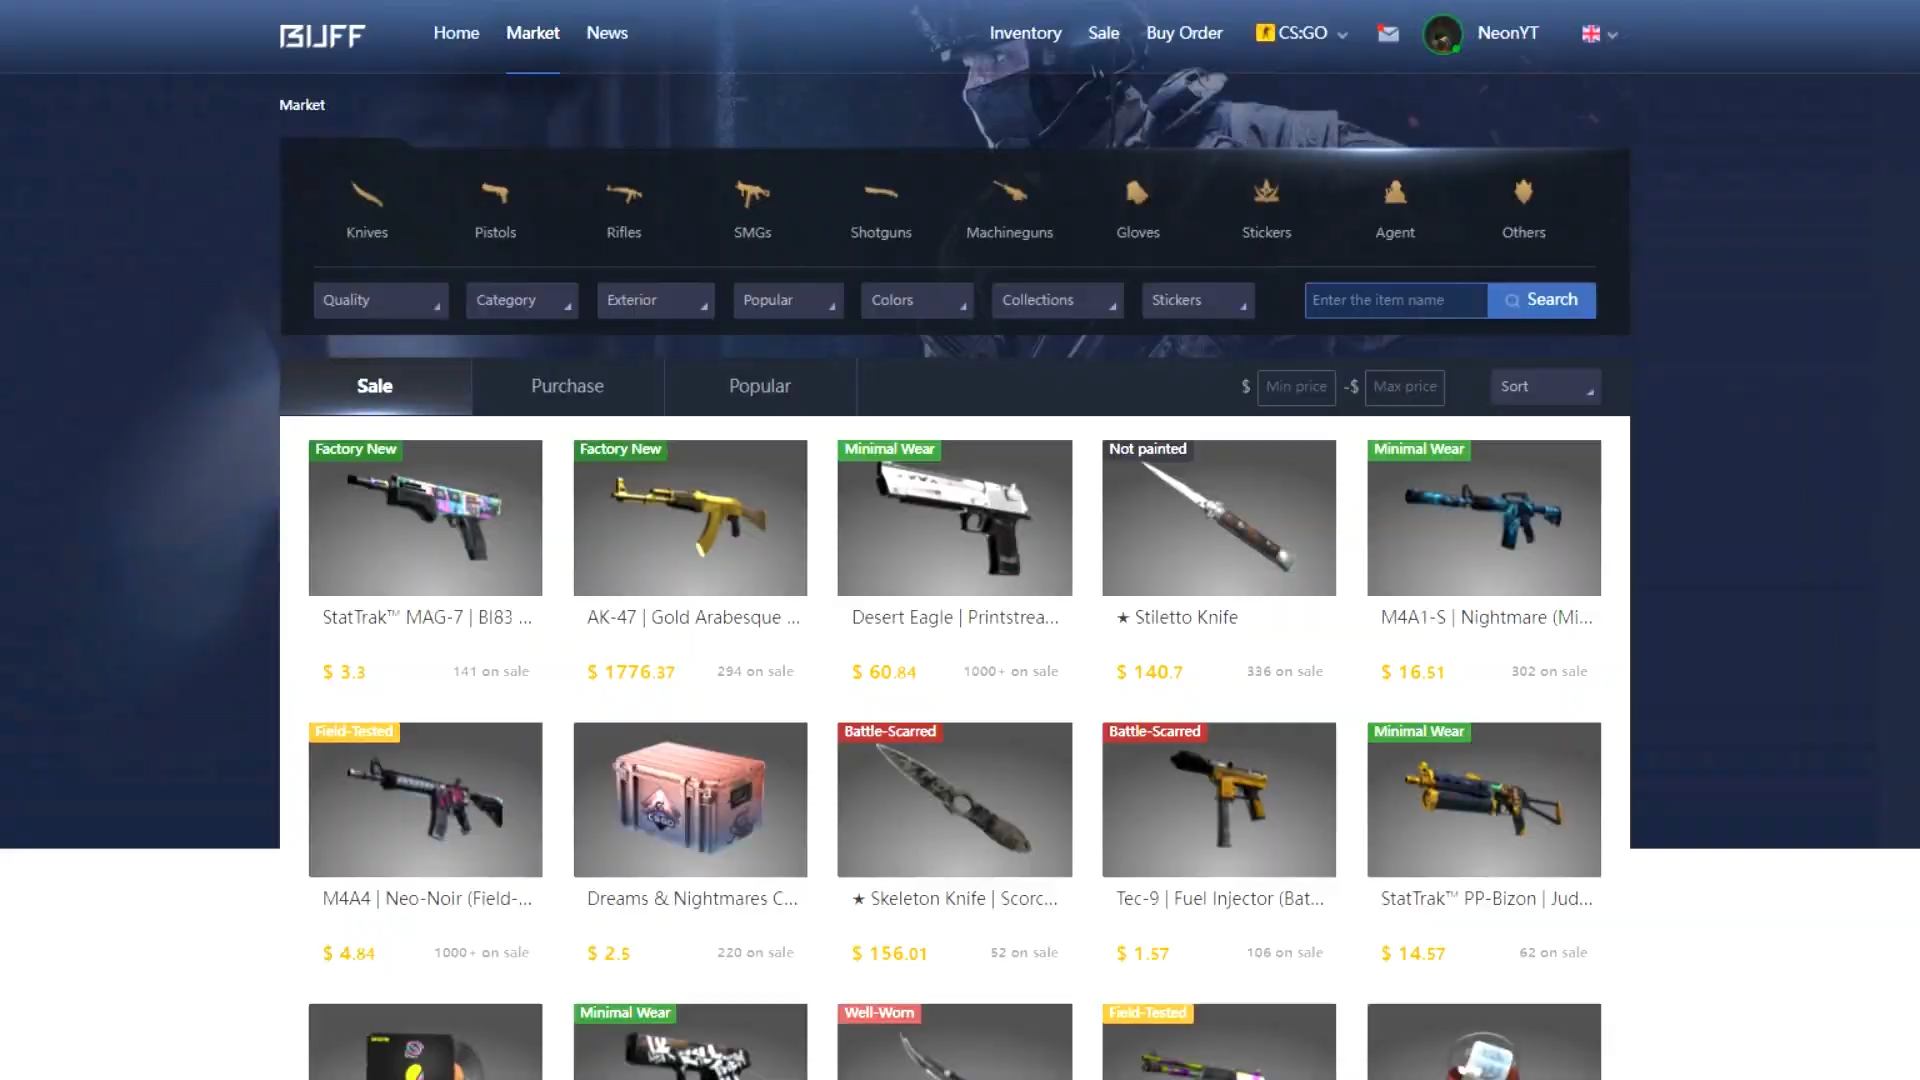 BUFF
Home Market News
Inventory Sale Buy Order CS:GO NeonYT
Market
Knives Pistols Rifles SMGs Shotguns Machineguns Gloves Stickers Agent Others
Quality Category Exterior Popular Colors Collections Stickers Enter the item name Search
Sale Purchase Popular $ Min price -$ Max price Sort
Factory New Factory New Minimal Wear Not painted Minimal Wear
StatTrak™ MAG-7 | BI83 ... AK-47 | Gold Arabesque ... Desert Eagle | Printstrea... ★ Stiletto Knife M4A1-S | Nightmare (Mi...
$ 3.3 141 on sale $ 1776.37 294 on sale $ 60.84 1000+ on sale $ 140.7 336 on sale $ 16.51 302 on sale
Field-Tested Battle-Scarred Battle-Scarred Minimal Wear
CS:GO
M4A4 | Neo-Noir (Field-... Dreams & Nightmares C... ★ Skeleton Knife | Scorc... Tec-9 | Fuel Injector (Bat... StatTrak™ PP-Bizon | Jud...
$ 4.84 1000+ on sale $ 2.5 220 on sale $ 156.01 52 on sale $ 1.57 106 on sale $ 14.57 62 on sale
Minimal Wear Well-Worn Field-Tested